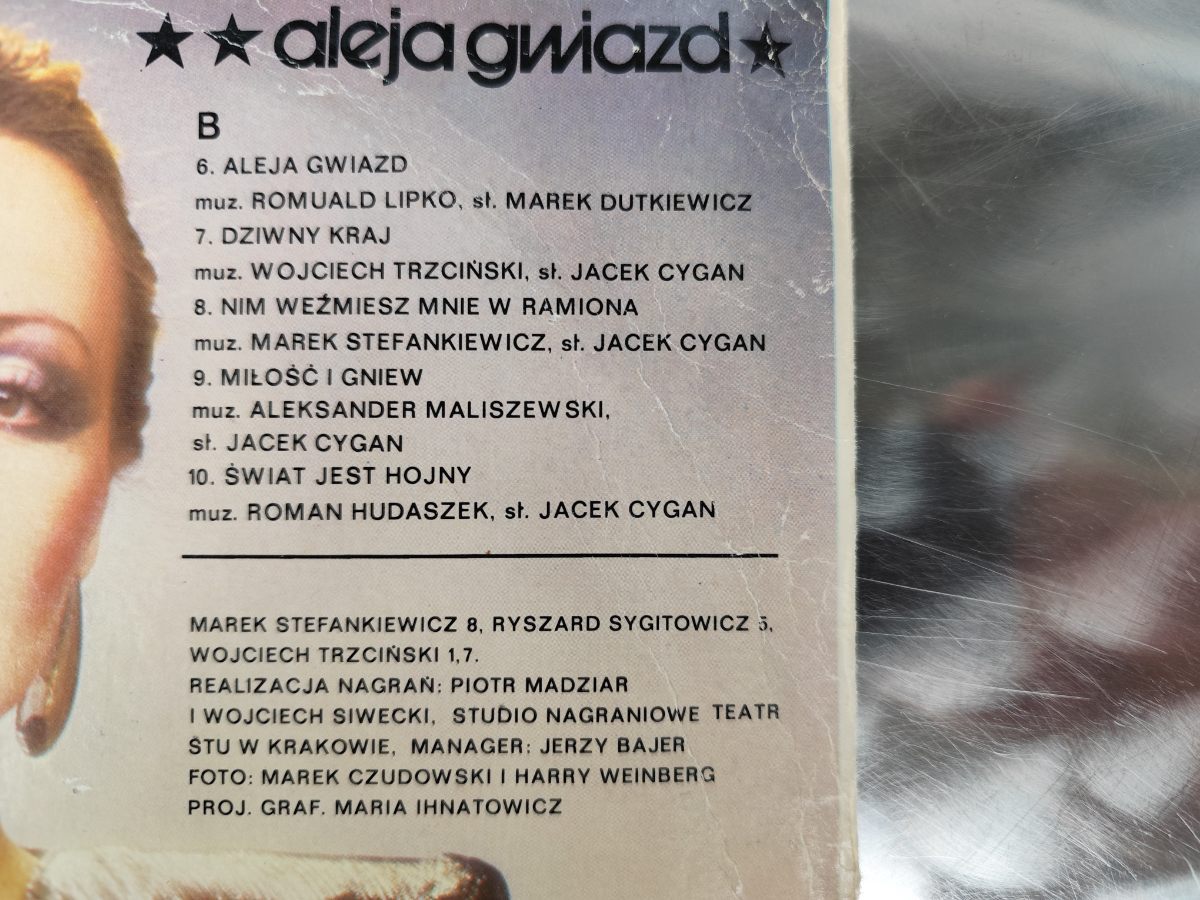 aleja gwiazd
B
6. ALEJA GWIAZD
muz. ROMUALD LIPKO, sł. MAREK DUTKIEWICZ
7. DZIWNY KRAJ
muz. WOJCIECH TRZCIŃSKI, sł. JACEK CYGAN
8. NIM WEŹMIESZ MNIE W RAMIONA
muz. MAREK STEFANKIEWICZ, sł. JACEK CYGAN
9. MIŁOŚĆ I GNIEW
muz. ALEKSANDER MALISZEWSKI,
sł. JACEK CYGAN
10. ŚWIAT JEST HOJNY
muz. ROMAN HUDASZEK, sł. JACEK CYGAN
MAREK STEFANKIEWICZ 8, RYSZARD SYGITOWICZ 5,
WOJCIECH TRZCIŃSKI 1,7.
REALIZACJA NAGRAŃ: PIOTR MADZIAR
I WOJCIECH SIWECKI, STUDIO NAGRANIOWE TEATR
STU W KRAKOWIE, MANAGER: JERZY BAJER
FOTO: MAREK CZUDOWSKI I HARRY WEINBERG
PROJ. GRAF. MARIA IHNATOWICZ